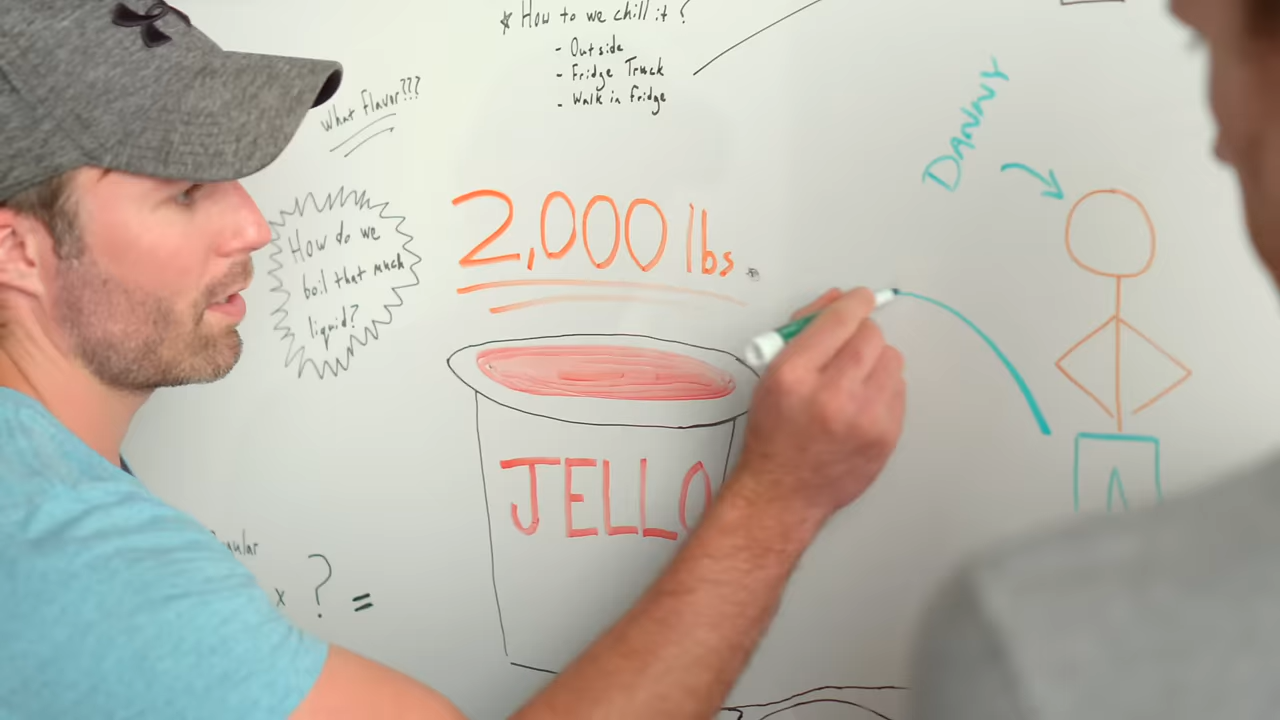 * How to we chill it ?
- Outside
- Fridge Truck
- Walk in fridge
What flavor???
DANNY
2,000 lbs.
How do we
boil that much
liquid?
JELLO
x ? =